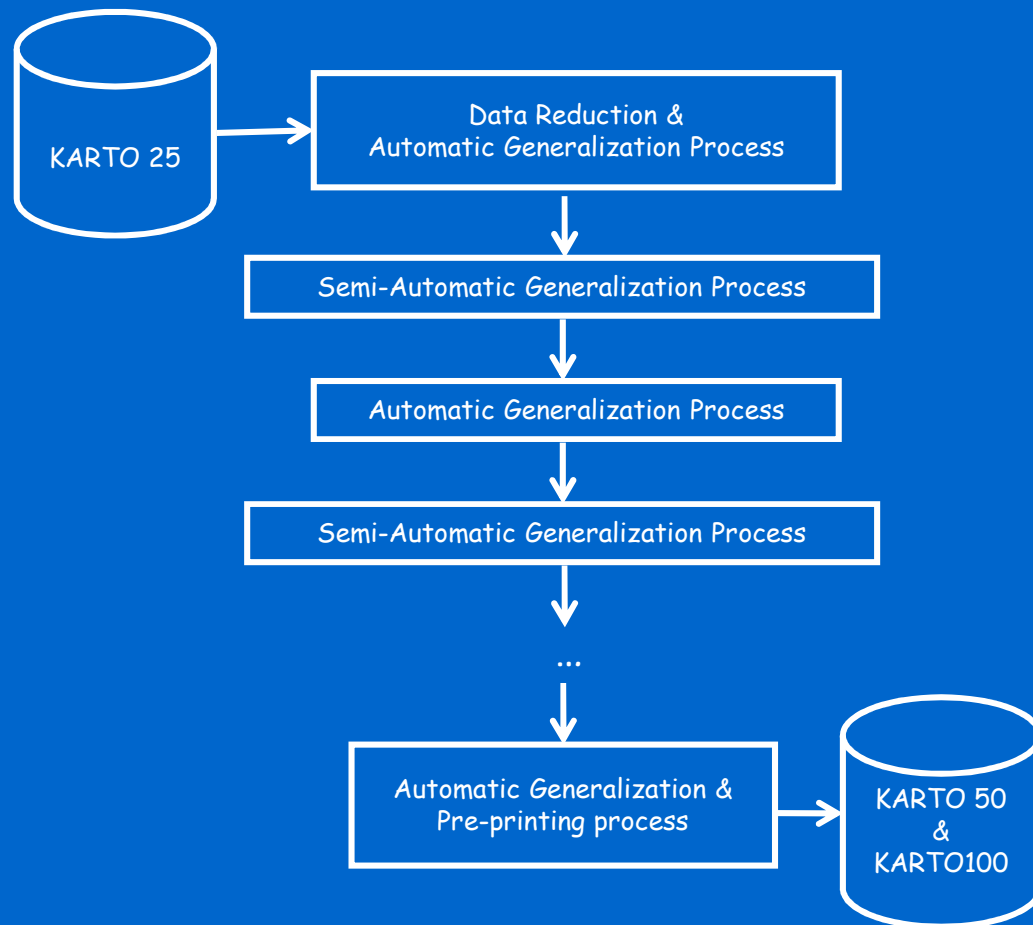 KARTO 25
Data Reduction &
Automatic Generalization Process
Semi-Automatic Generalization Process
Automatic Generalization Process
Semi-Automatic Generalization Process
...
Automatic Generalization &
Pre-printing process
KARTO 50
&
KARTO100